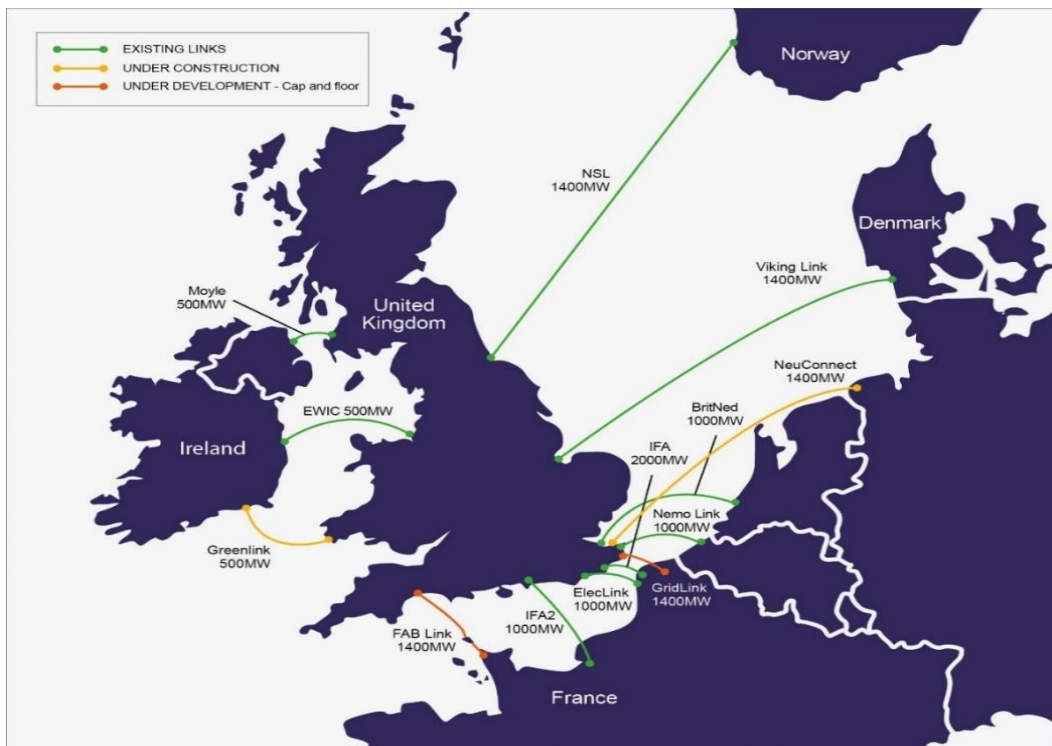 EXISTING LINKS
UNDER CONSTRUCTION
UNDER DEVELOPMENT - Cap and floor
Norway
NSL
1400MW
Denmark
Viking Link
1400MW
Moyle
500MW
United
Kingdom
NeuConnect
1400MW
BritNed
1000MW
EWIC 500MW
IFA
2000MW
Ireland
Nemo Link
1000MW
Greenlink
500MW
ElecLink
1000MW
GridLink
1400MW
IFA2
1000MW
FAB Link
1400MW
France